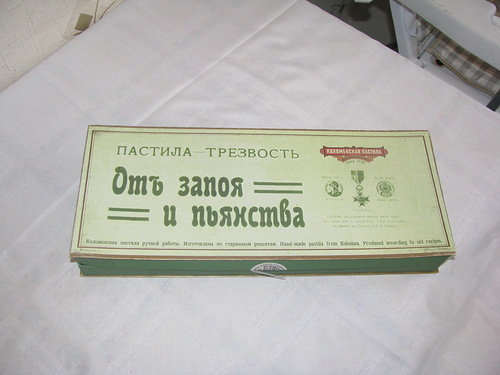 ПАСТИЛА—ТРЕЗВОСТЬ
КОЛОМЕНСКАЯ ПАСТИЛА
Отъ запоя
и пьянства
Коломенская пастила ручной работы. Изготовлена по старинным рецептам. Hand-made pastila from Kolomna. Produced according to old recipes.